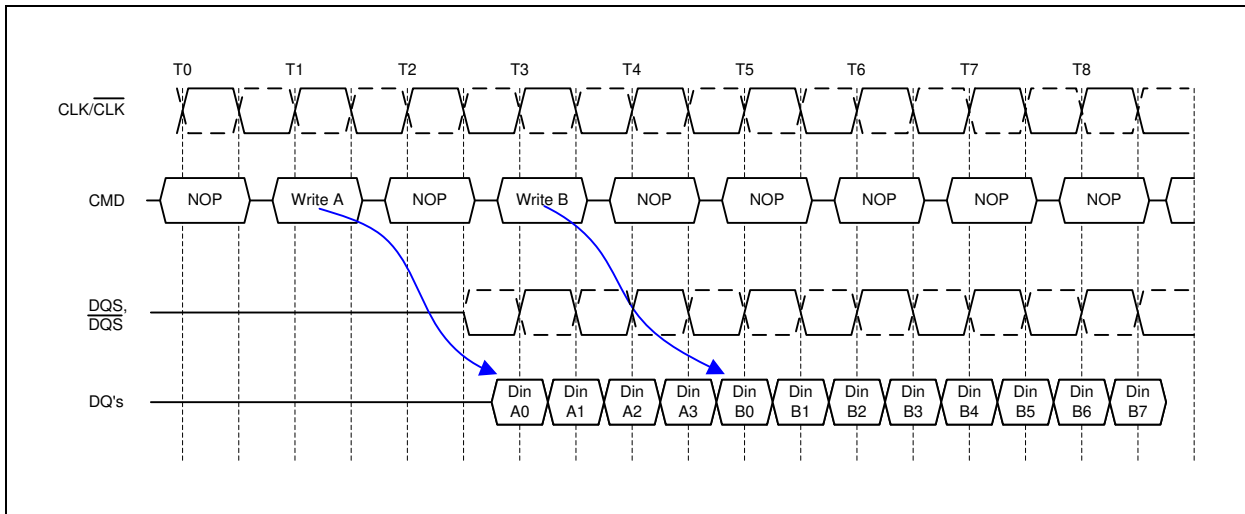 T0 T1 T2 T3 T4 T5 T6 T7 T8
CLK/CLK
CMD NOP Write A NOP Write B NOP NOP NOP NOP NOP
DQS,
DQS
DQ's
Din Din Din Din Din Din Din Din Din Din Din Din
A0 A1 A2 A3 B0 B1 B2 B3 B4 B5 B6 B7